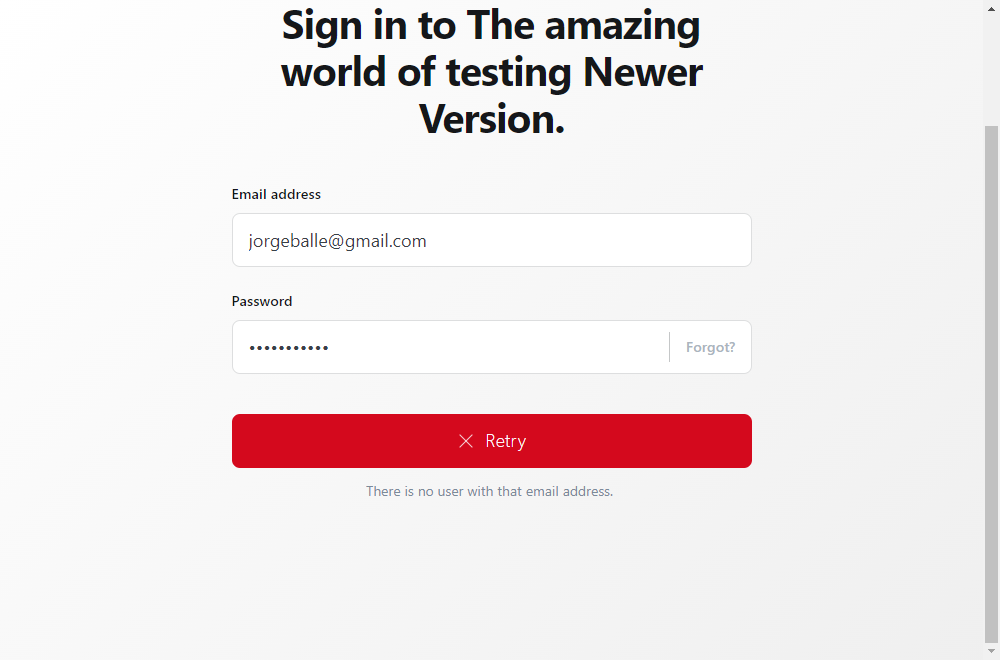 Sign in to The amazing
world of testing Newer
Version.
Email address
jorgeballe@gmail.com
Password
•••••••••••
Forgot?
Retry
There is no user with that email address.